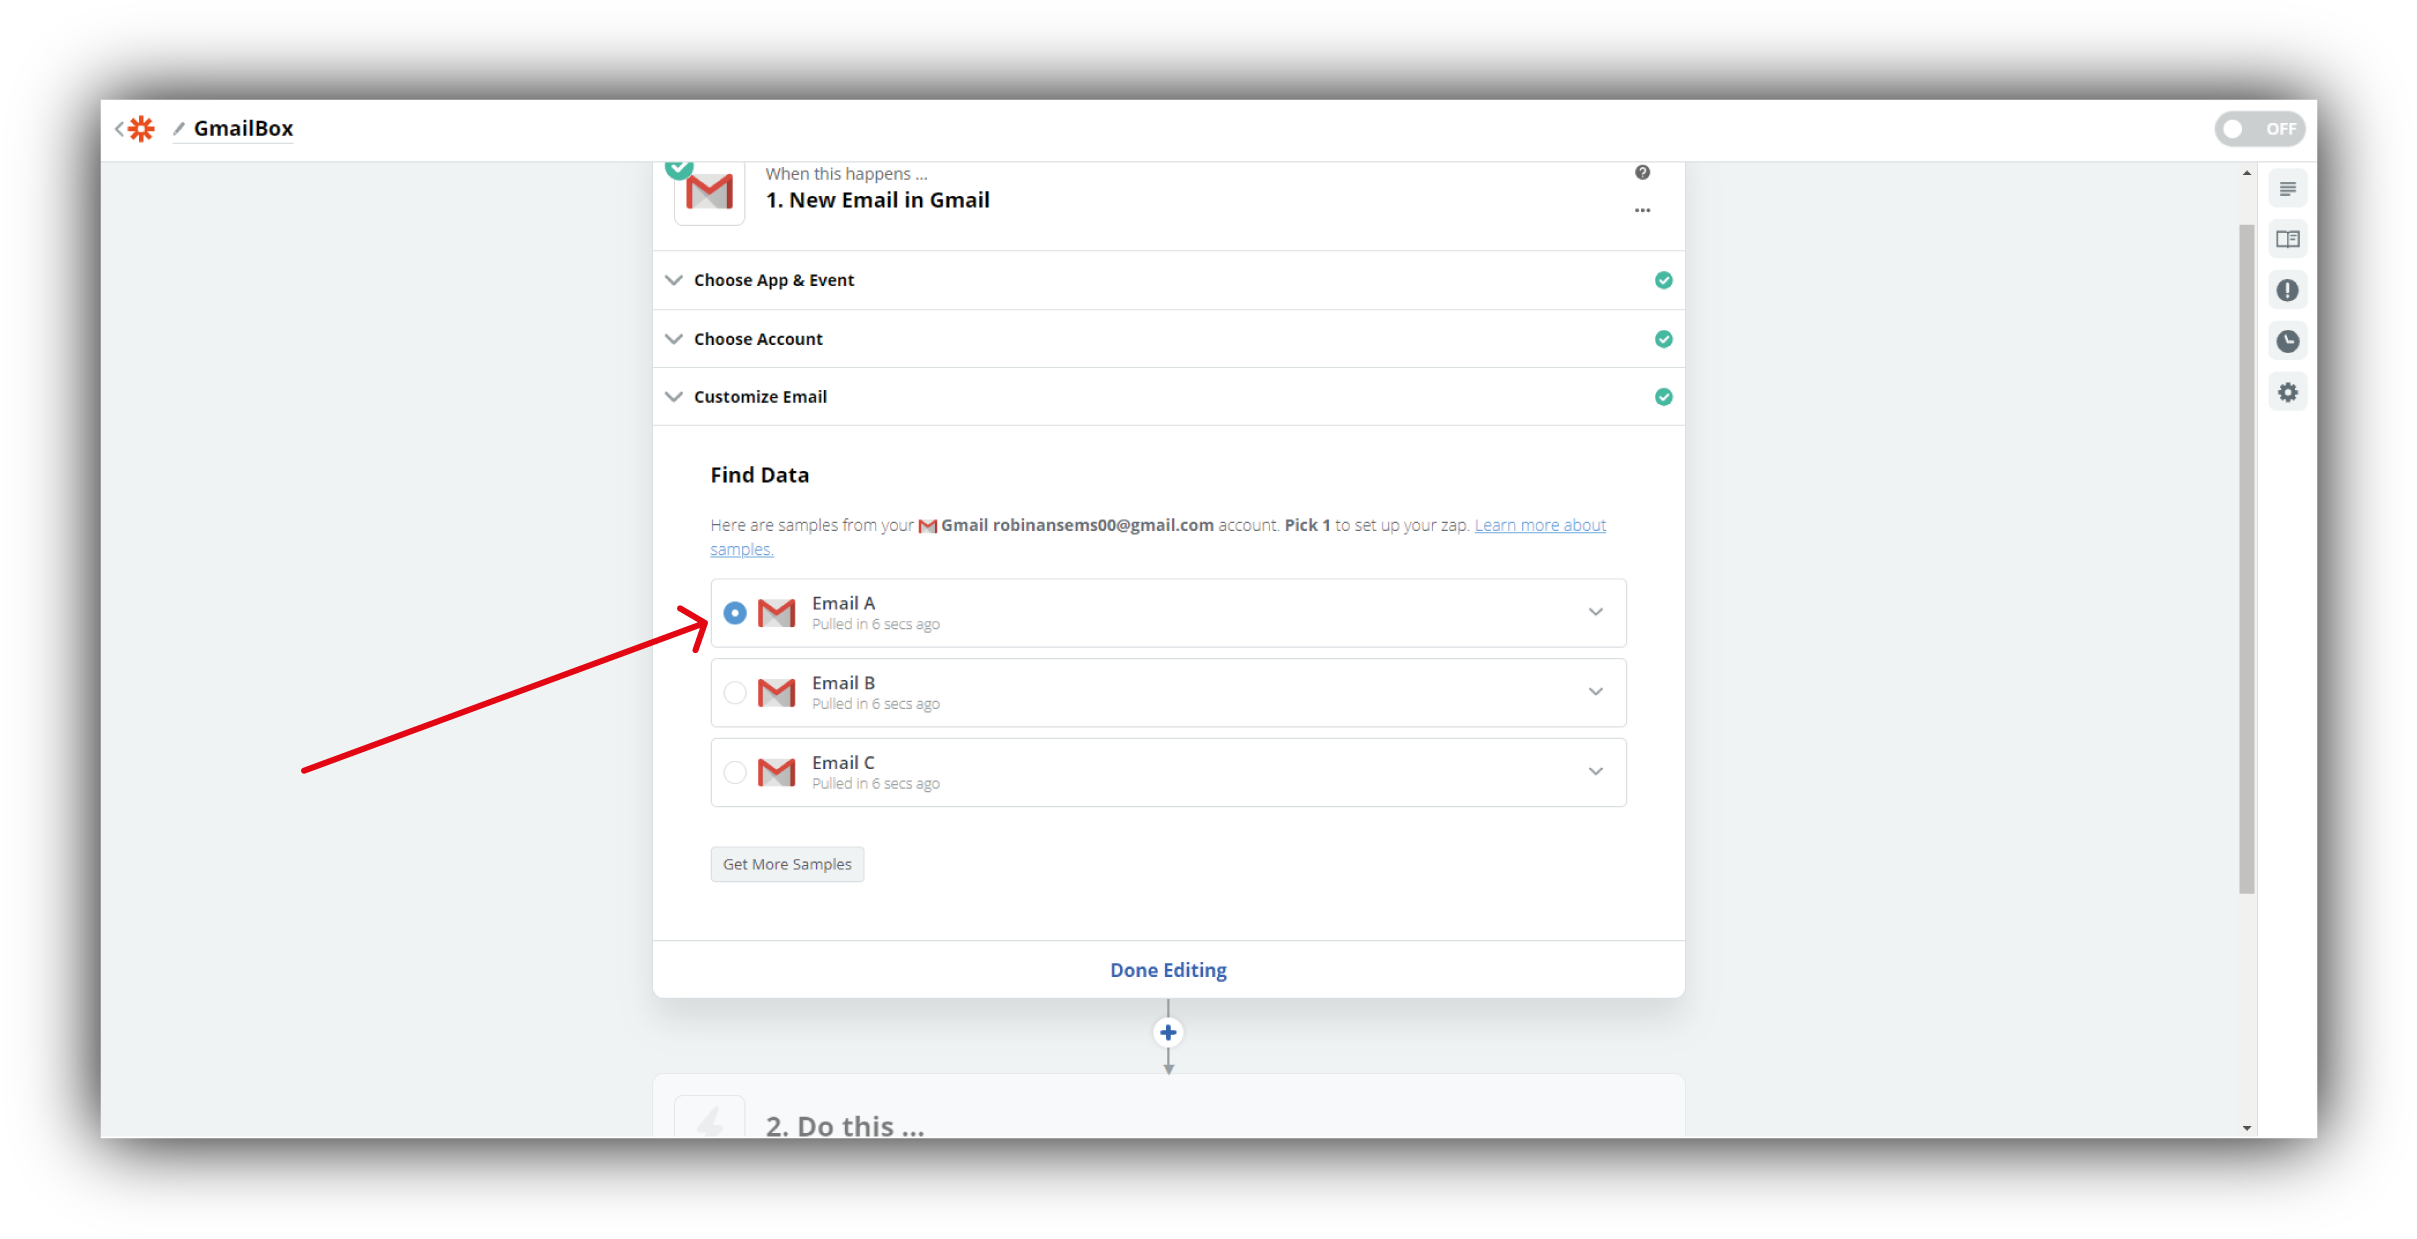 GmailBox
OFF
When this happens ...
1. New Email in Gmail
Choose App & Event
Choose Account
Customize Email
Find Data
Here are samples from your Gmail robinansems00@gmail.com account. Pick 1 to set up your zap. Learn more about
samples.
Email A
Pulled in 6 secs ago
Email B
Pulled in 6 secs ago
Email C
Pulled in 6 secs ago
Get More Samples
Done Editing
2. Do this ...